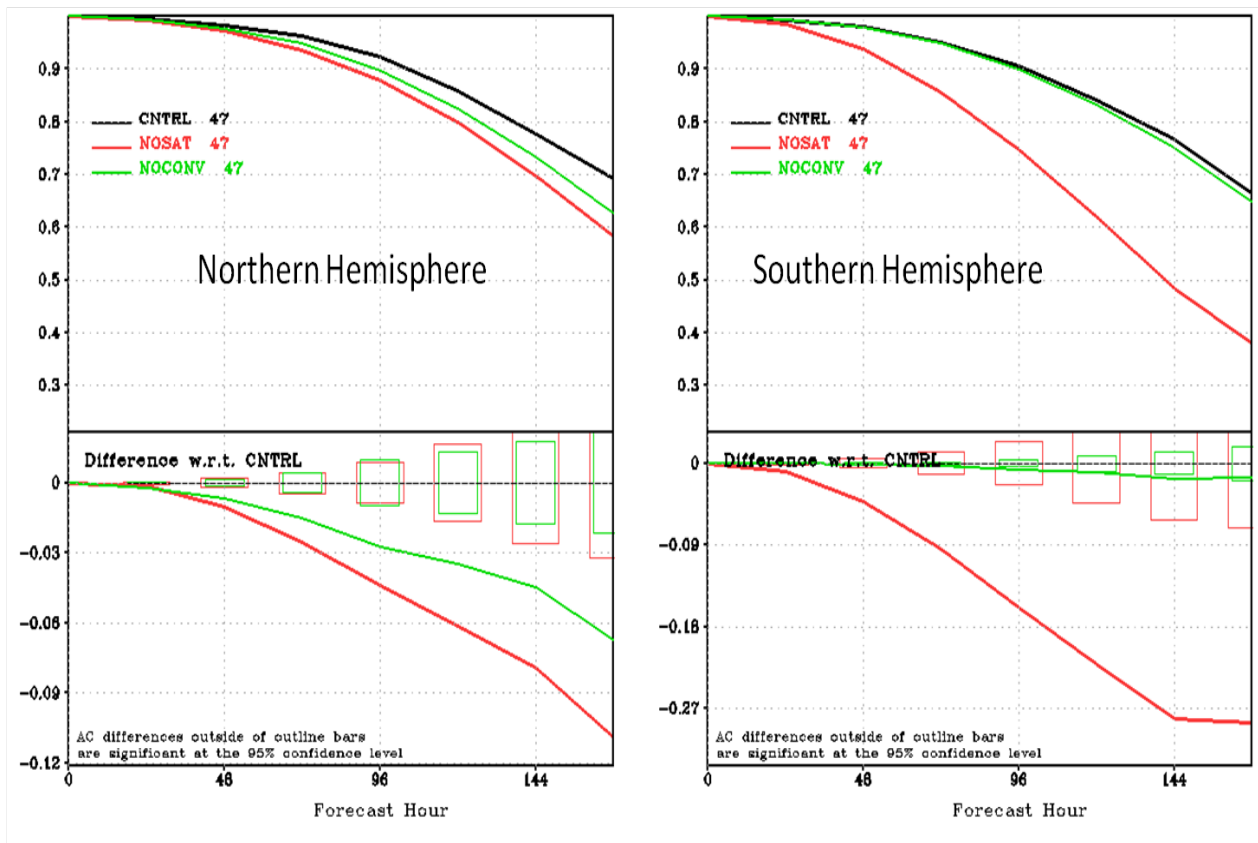 0.9
0.8
0.7
0.6
0.5
0.4
0.3
CNTRL 47
NOSAT 47
NOCONV 47
Northern Hemisphere
Difference w.r.t. CNTRL
0
-0.03
-0.06
-0.09
-0.12
AC differences outside of outline bars
are significant at the 95% confidence level
0 48 96 144
Forecast Hour
0.9
0.8
0.7
0.6
0.5
0.4
0.3
CNTRL 47
NOSAT 47
NOCONV 47
Southern Hemisphere
Difference w.r.t. CNTRL
0
-0.09
-0.18
-0.27
AC differences outside of outline bars
are significant at the 95% confidence level
0 48 96 144
Forecast Hour